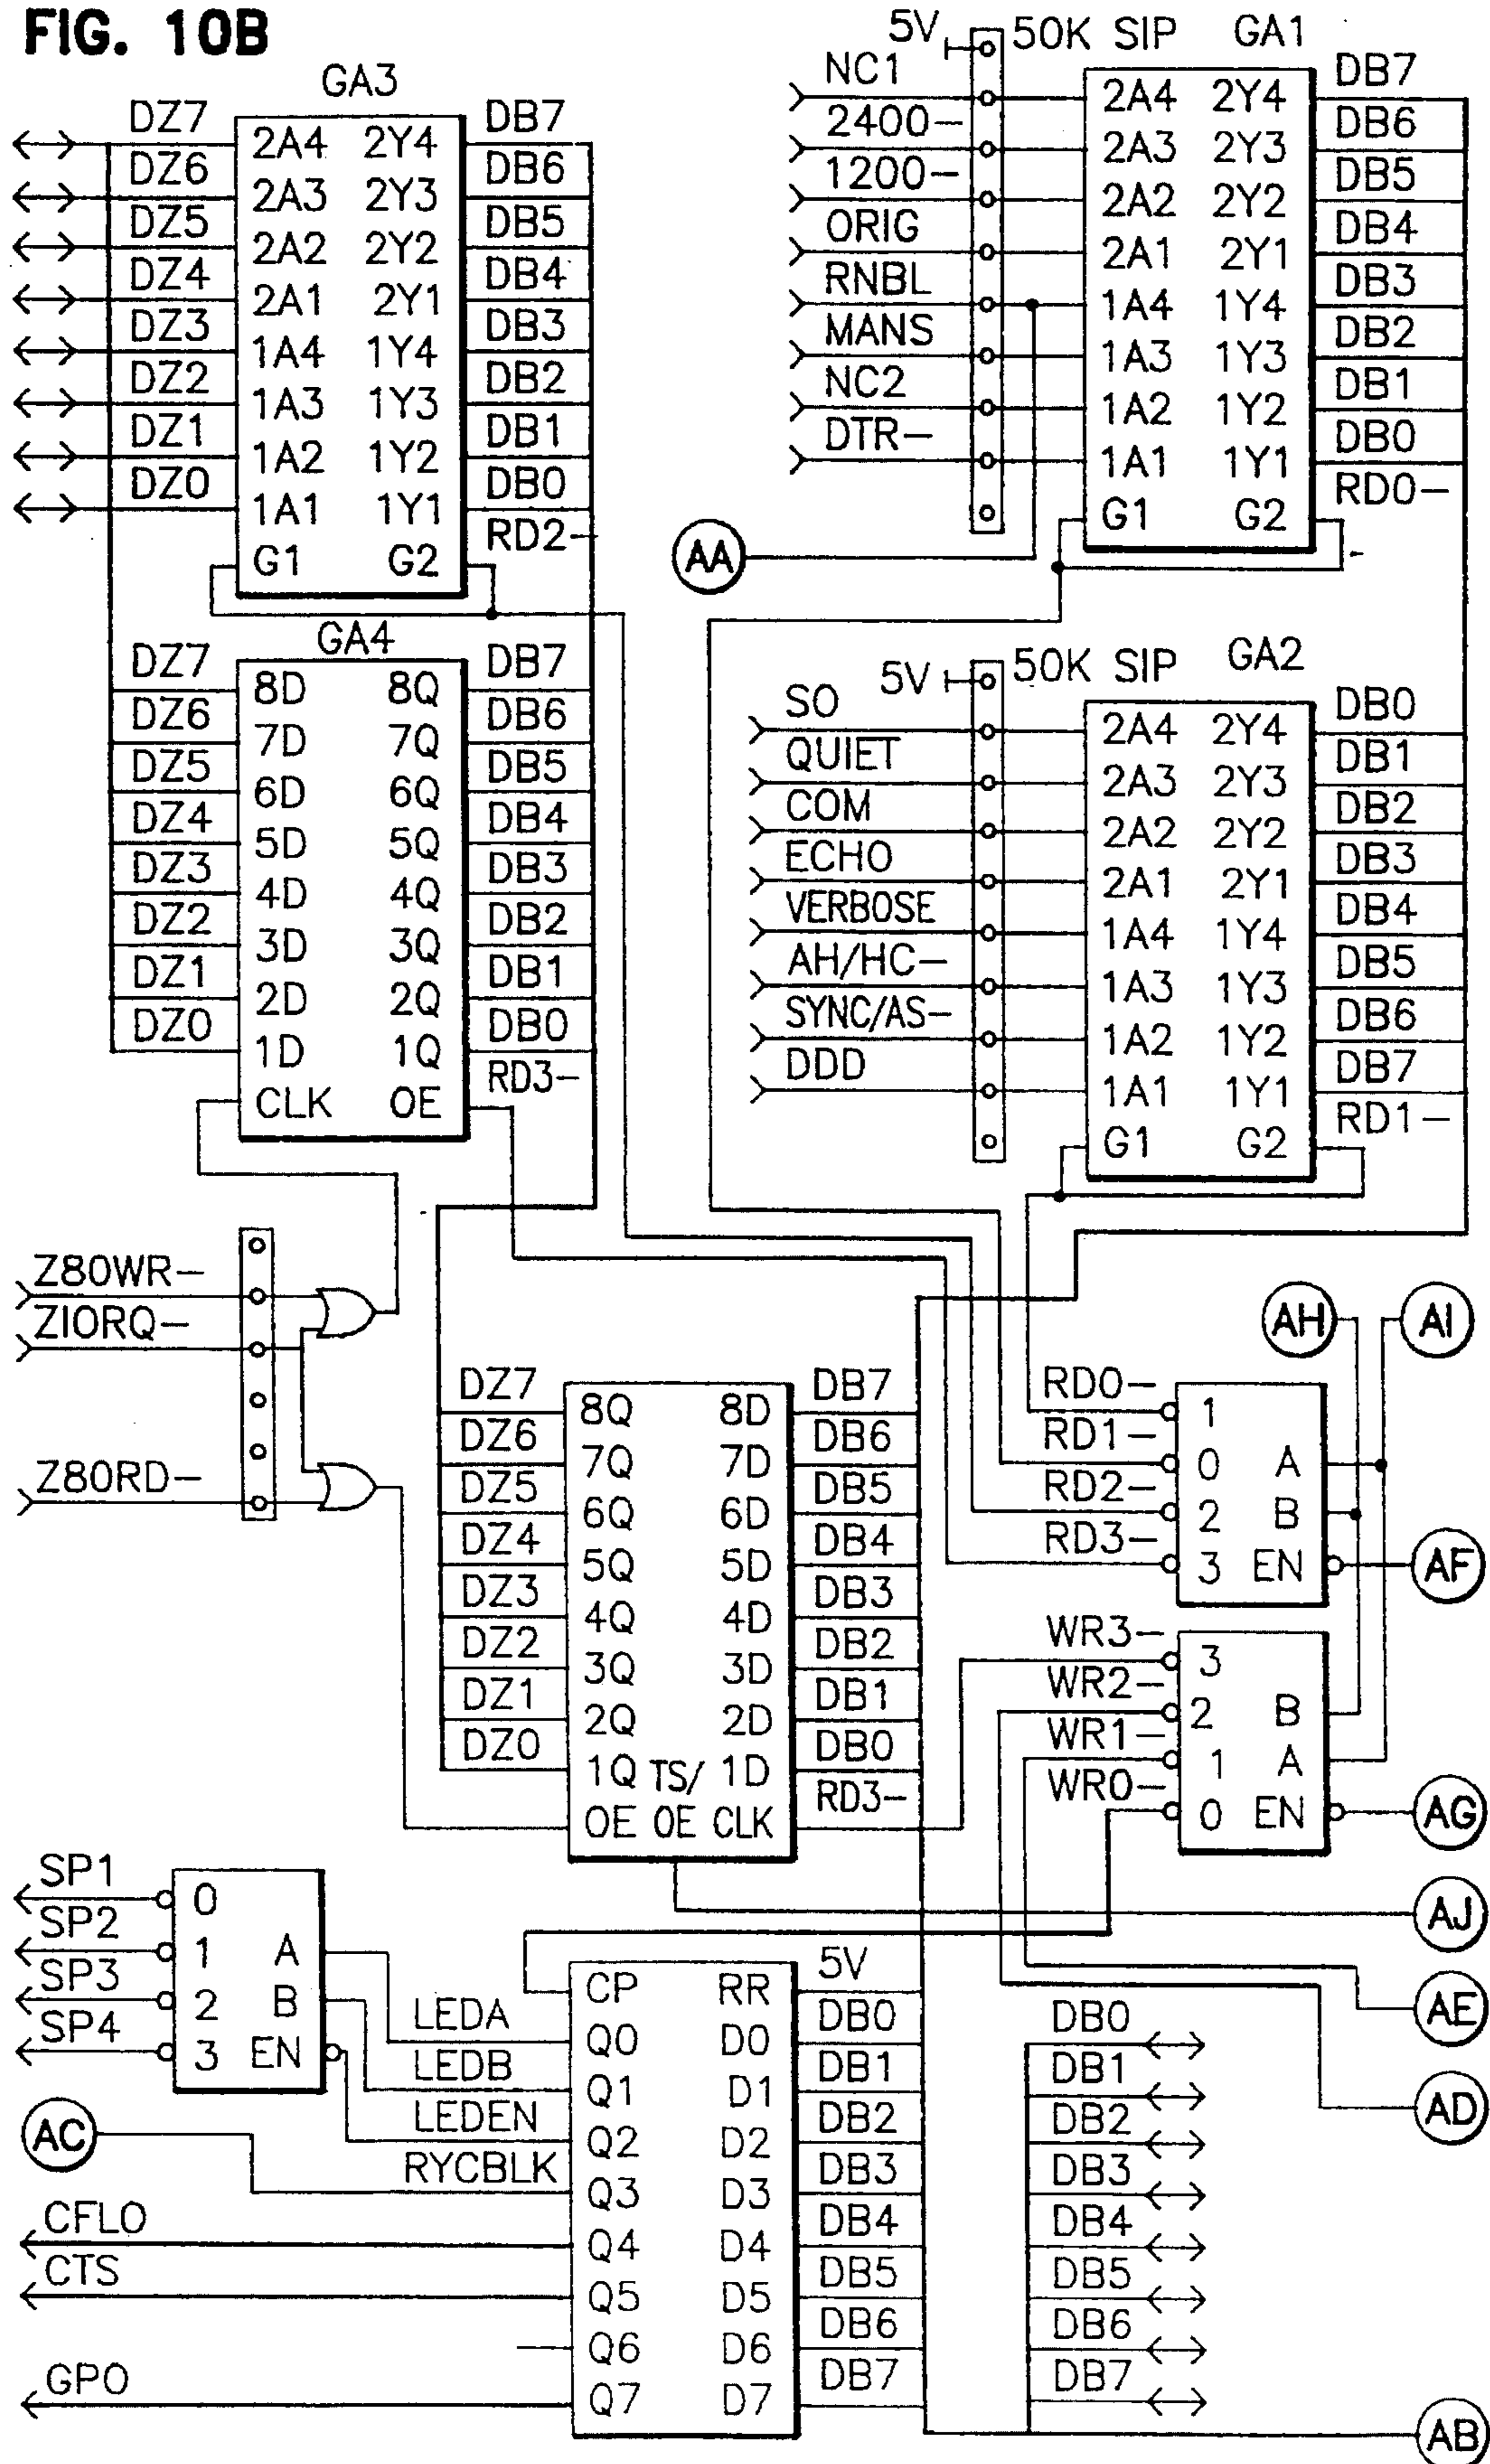 FIG. 10B
GA3
DZ7 2A4 2Y4 DB7
DZ6 2A3 2Y3 DB6
DZ5 2A2 2Y2 DB5
DZ4 2A1 2Y1 DB4
DZ3 1A4 1Y4 DB3
DZ2 1A3 1Y3 DB2
DZ1 1A2 1Y2 DB1
DZ0 1A1 1Y1 DB0
G1 G2 RD2-
5V 50K SIP GA1
NC1 2A4 2Y4 DB7
2400- 2A3 2Y3 DB6
1200- 2A2 2Y2 DB5
ORIG 2A1 2Y1 DB4
RNBL 1A4 1Y4 DB3
MANS 1A3 1Y3 DB2
NC2 1A2 1Y2 DB1
DTR- 1A1 1Y1 DB0
G1 G2 RD0-
AA
GA4
DZ7 8D 8Q DB7
DZ6 7D 7Q DB6
DZ5 6D 6Q DB5
DZ4 5D 5Q DB4
DZ3 4D 4Q DB3
DZ2 3D 3Q DB2
DZ1 2D 2Q DB1
DZ0 1D 1Q DB0
CLK OE RD3-
5V 50K SIP GA2
SO 2A4 2Y4 DB0
QUIET 2A3 2Y3 DB1
COM 2A2 2Y2 DB2
ECHO 2A1 2Y1 DB3
VERBOSE 1A4 1Y4 DB4
AH/HC- 1A3 1Y3 DB5
SYNC/AS- 1A2 1Y2 DB6
DDD 1A1 1Y1 DB7
G1 G2 RD1-
Z80WR-
ZIORQ-
Z80RD-
DZ7 8Q 8D DB7
DZ6 7Q 7D DB6
DZ5 6Q 6D DB5
DZ4 5Q 5D DB4
DZ3 4Q 4D DB3
DZ2 3Q 3D DB2
DZ1 2Q 2D DB1
DZ0 1Q TS/ 1D DB0
OE OE CLK RD3-
AH AI
RD0- 1
RD1- 0 A
RD2- 2 B
RD3- 3 EN AF
WR3- 3
WR2- 2 B
WR1- 1 A
WR0- 0 EN AG
AJ
AE
AD
SP1 0
SP2 1 A
SP3 2 B
SP4 3 EN
CP RR 5V
LEDA Q0 D0 DB0
LEDB Q1 D1 DB1
LEDEN Q2 D2 DB2
AC RYCBLK Q3 D3 DB3
CFLO Q4 D4 DB4
CTS Q5 D5 DB5
Q6 D6 DB6
GPO Q7 D7 DB7
DB0
DB1
DB2
DB3
DB4
DB5
DB6
DB7
AB